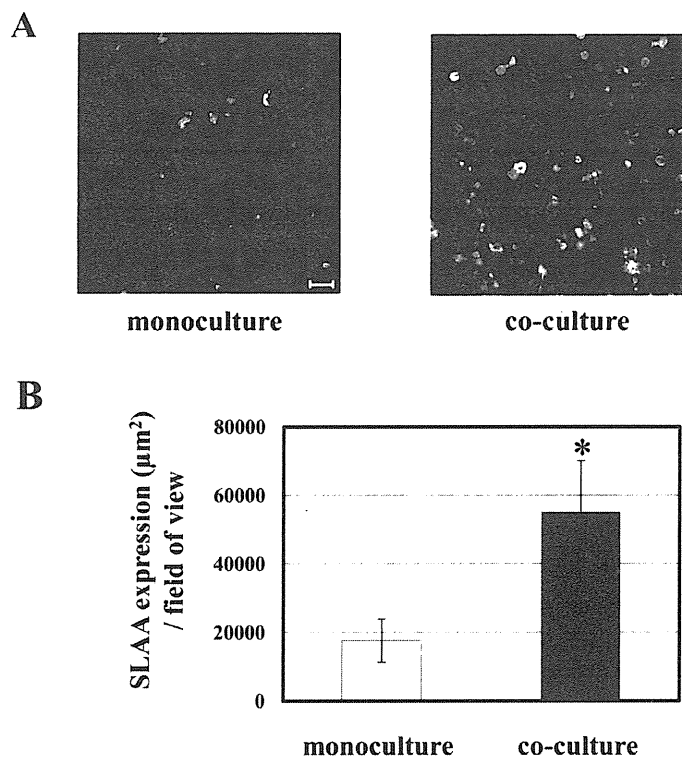 A
monoculture
co-culture
B
SLAA expression (µm²)
/ field of view
80000
60000
40000
20000
0
*
monoculture
co-culture